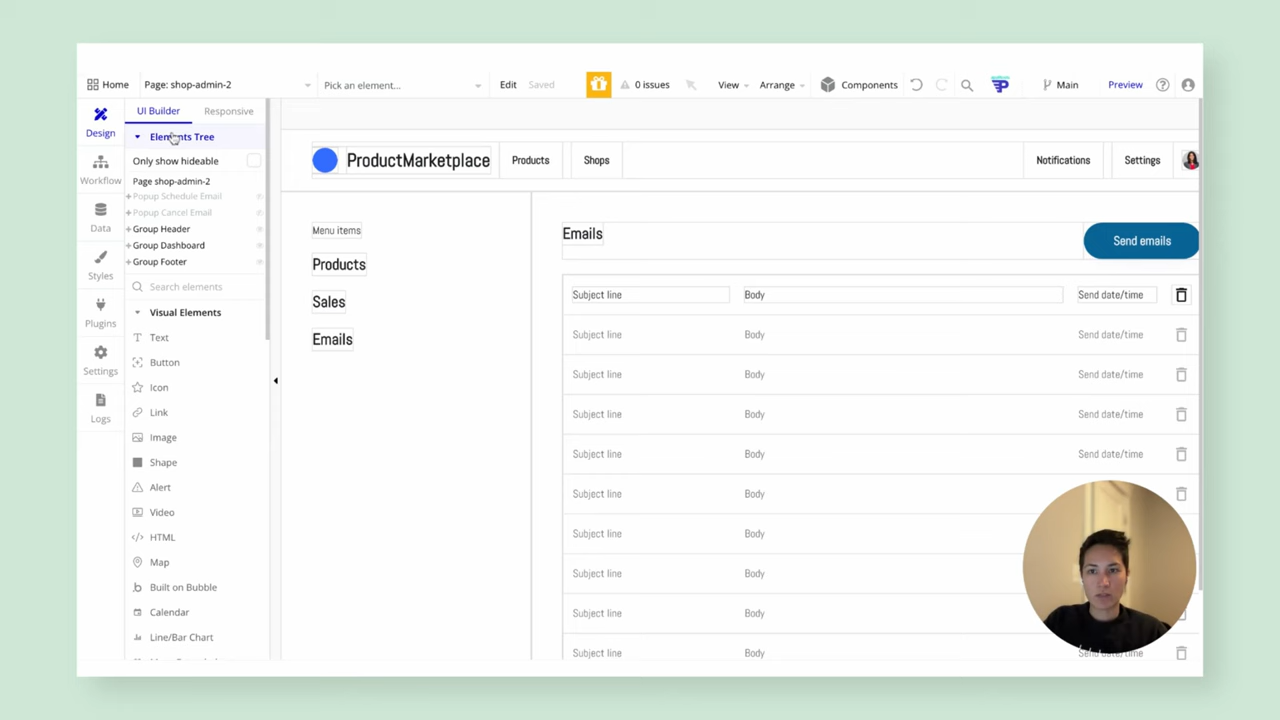 Home Page: shop-admin-2 Pick an element... Edit Saved 0 issues View Arrange Components Main Preview
Design
Workflow
Data
Styles
Plugins
Settings
Logs
UI Builder Responsive
Elements Tree
Only show hideable
Page shop-admin-2
Popup Schedule Email
Popup Cancel Email
Group Header
Group Dashboard
Group Footer
Search elements
Visual Elements
Text
Button
Icon
Link
Image
Shape
Alert
Video
HTML
Map
Built on Bubble
Calendar
Line/Bar Chart
ProductMarketplace Products Shops Notifications Settings
Menu items
Products
Sales
Emails
Emails Send emails
Subject line Body Send date/time
Subject line Body Send date/time
Subject line Body Send date/time
Subject line Body Send date/time
Subject line Body Send date/time
Subject line Body
Subject line Body
Subject line Body
Subject line Body
Subject line Body Send date/time